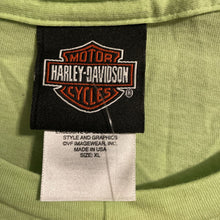 MOTOR
HARLEY-DAVIDSON
CYCLES
®
STYLE AND GRAPHICS
©VF IMAGEWEAR, INC.
MADE IN USA
SIZE: XL